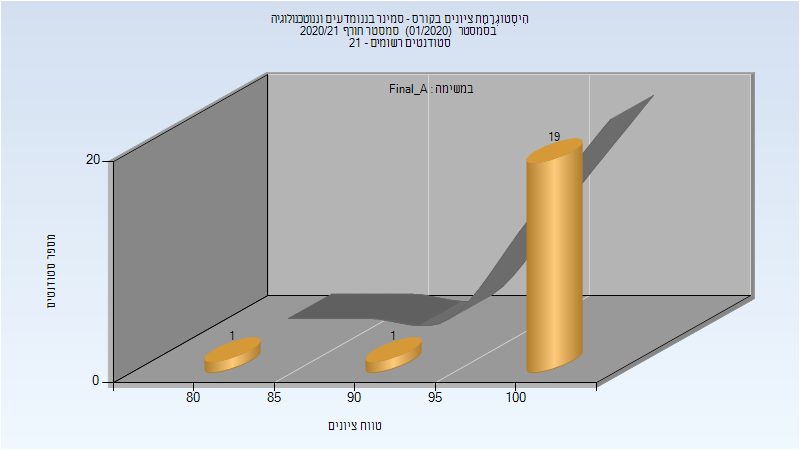 היסטוגרמת ציונים בקורס - סמינר בננומדעים וננוטכנולוגיה
בסמסטר (01/2020) סמסטר חורף 2020/21
סטודנטים רשומים - 21
במשימה : Final_A
19
20
מספר סטודנטים
1
1
0
80 85 90 95 100
טווח ציונים